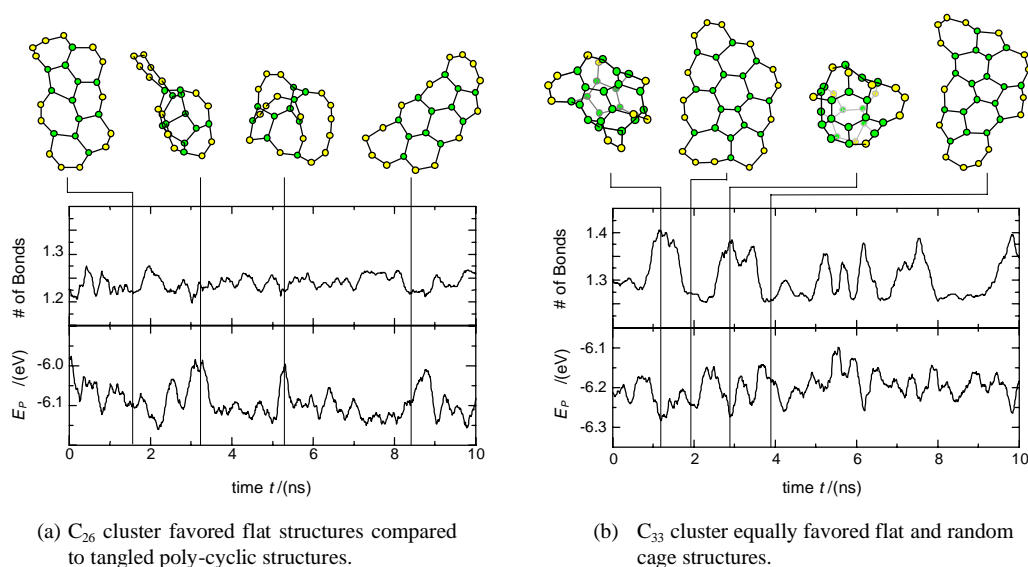 1.3
1.2
# of Bonds
-6.0
-6.1
E_P /(eV)
0 2 4 6 8 10
time t/(ns)
(a) C26 cluster favored flat structures compared
to tangled poly-cyclic structures.
1.4
1.3
# of Bonds
-6.1
-6.2
-6.3
E_P /(eV)
0 2 4 6 8 10
time t/(ns)
(b) C33 cluster equally favored flat and random
cage structures.